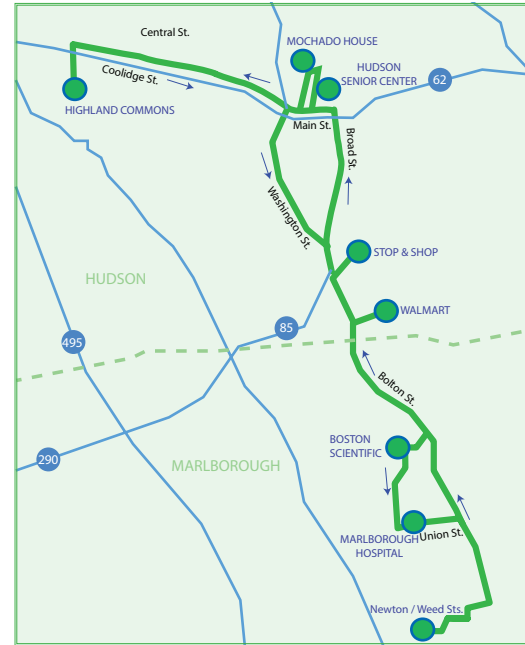 Central St.
MOCHADO HOUSE
HUDSON
SENIOR CENTER
Coolidge St.
62
HIGHLAND COMMONS
Main St.
Broad St.
Washington St.
STOP & SHOP
HUDSON
WALMART
85
495
Bolton St.
BOSTON
SCIENTIFIC
290
MARLBOROUGH
MARLBOROUGH
HOSPITAL
Union St.
Newton / Weed Sts.